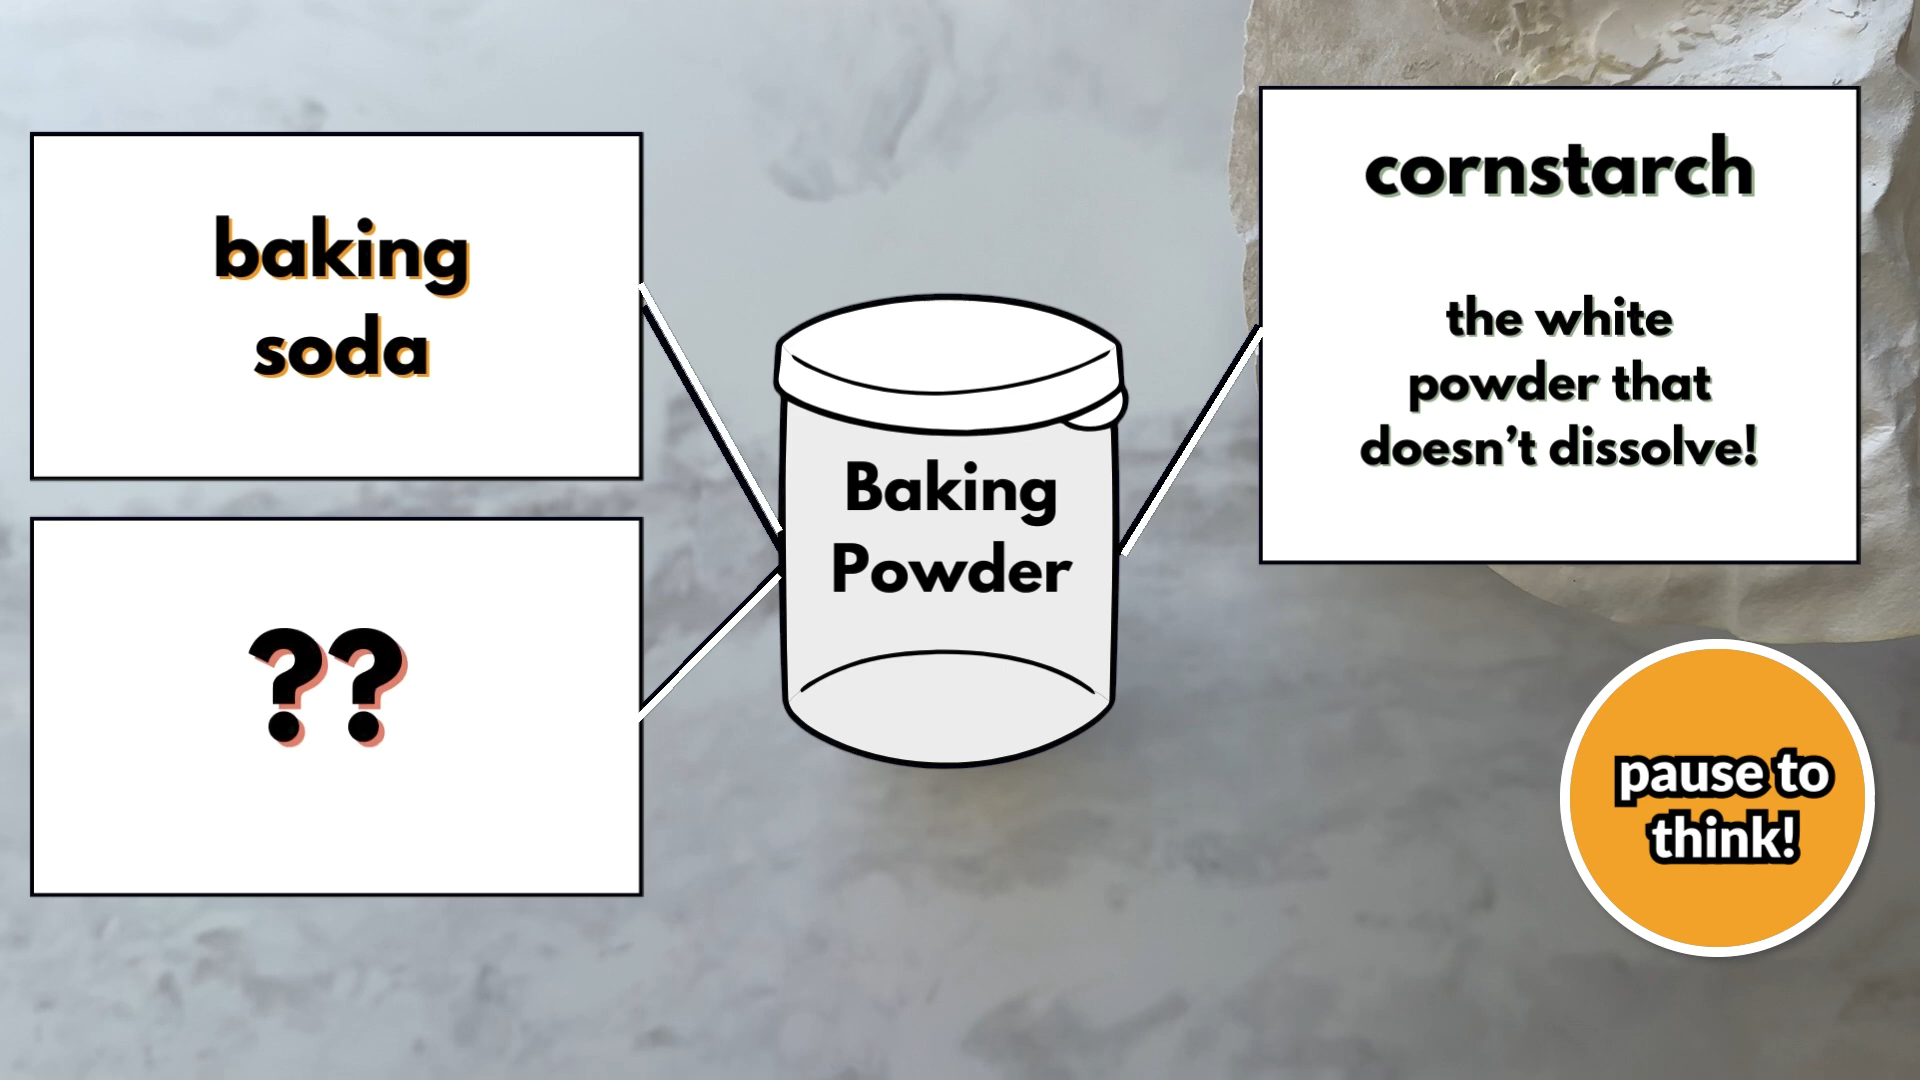 baking
soda
??
Baking
Powder
cornstarch
the white
powder that
doesn't dissolve!
pause to
think!